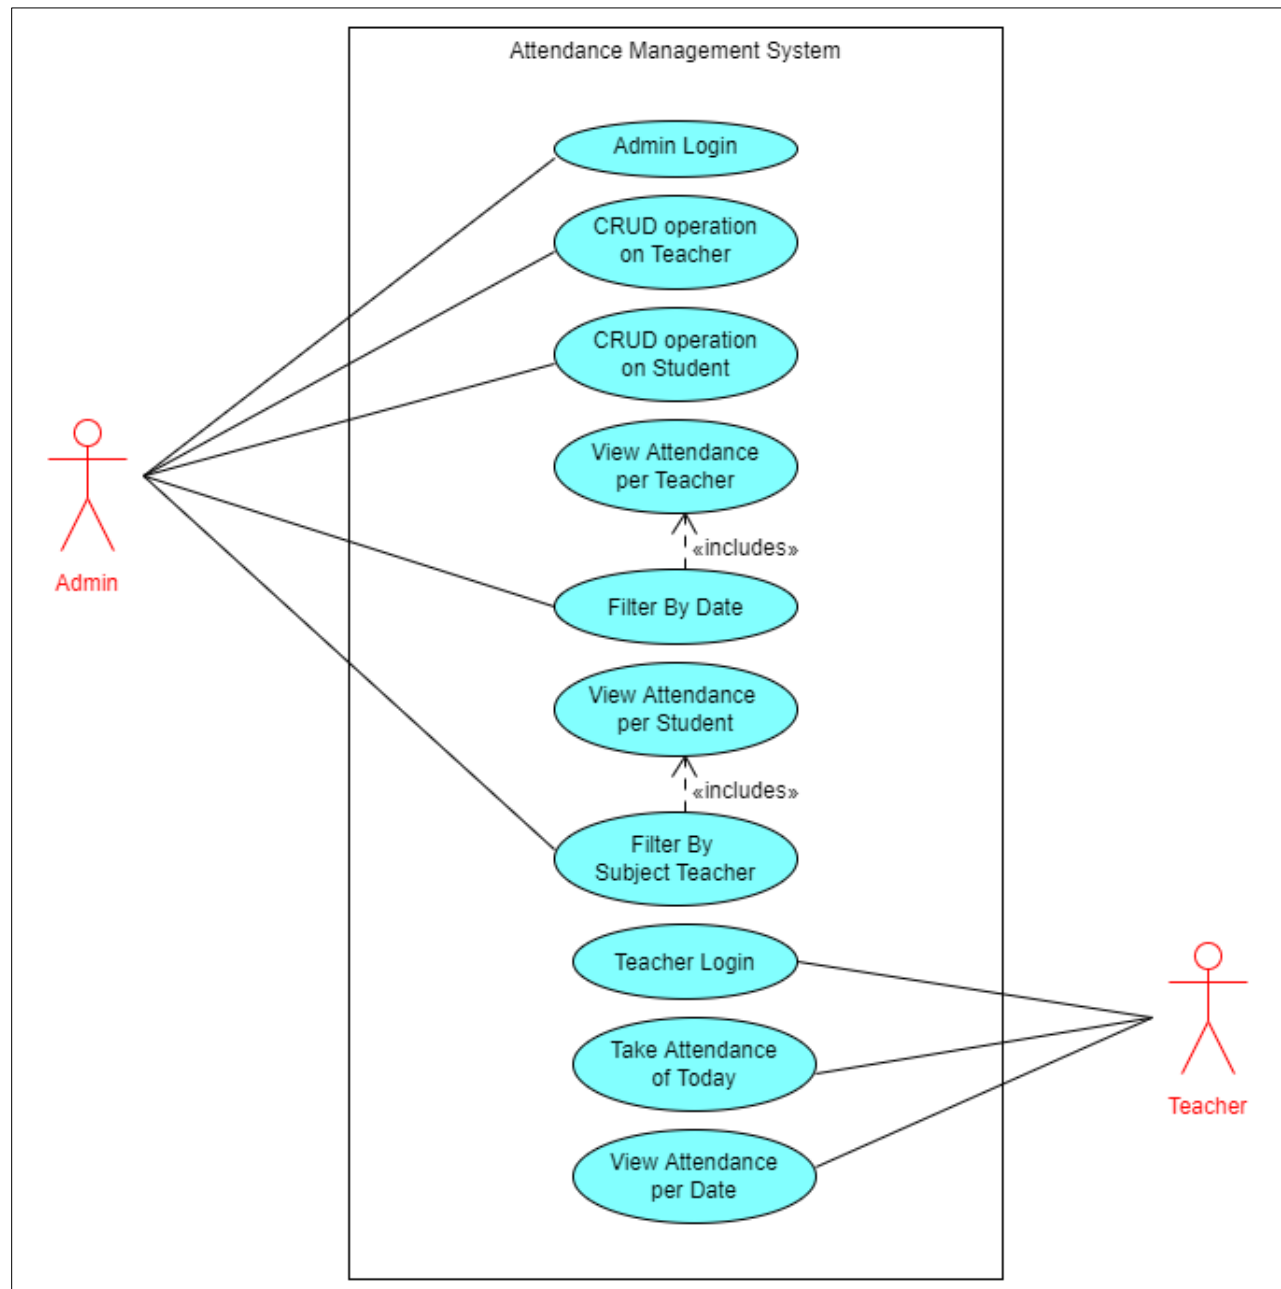 Attendance Management System
Admin Login
CRUD operation
on Teacher
CRUD operation
on Student
View Attendance
per Teacher
«includes»
Admin
Filter By Date
View Attendance
per Student
«includes»
Filter By
Subject Teacher
Teacher Login
Take Attendance
of Today
Teacher
View Attendance
per Date